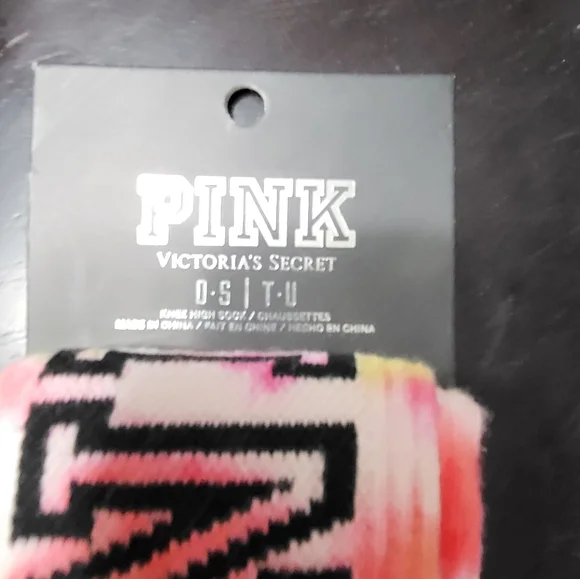 PINK
VICTORIA'S SECRET
O·S | T·U
KNEE HIGH SOCK / CHAUSSETTES
MADE IN CHINA / FAIT EN CHINE / HECHO EN CHINA